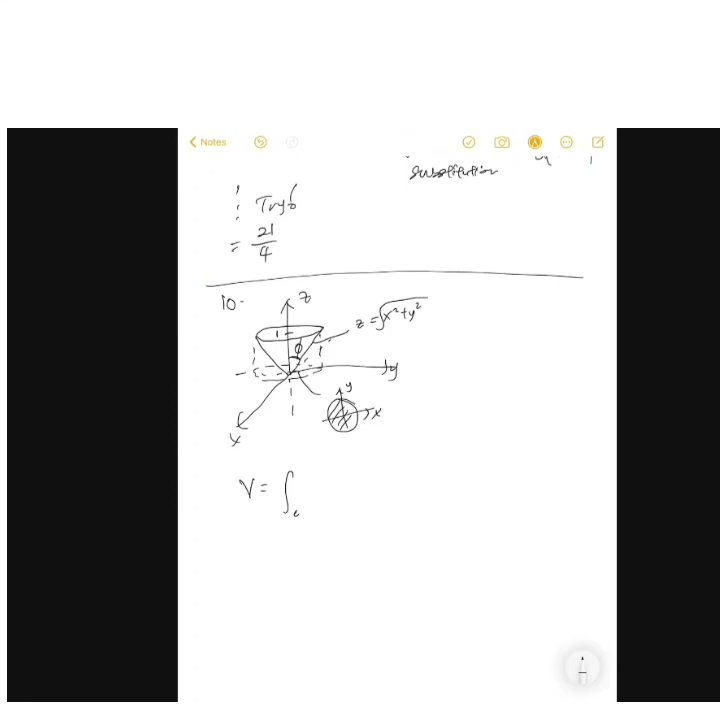 Notes
substitution
Try 6
= 21/4
10.
z
1
z = √x²+y²
ϕ
y
y
x
x
V = ∫